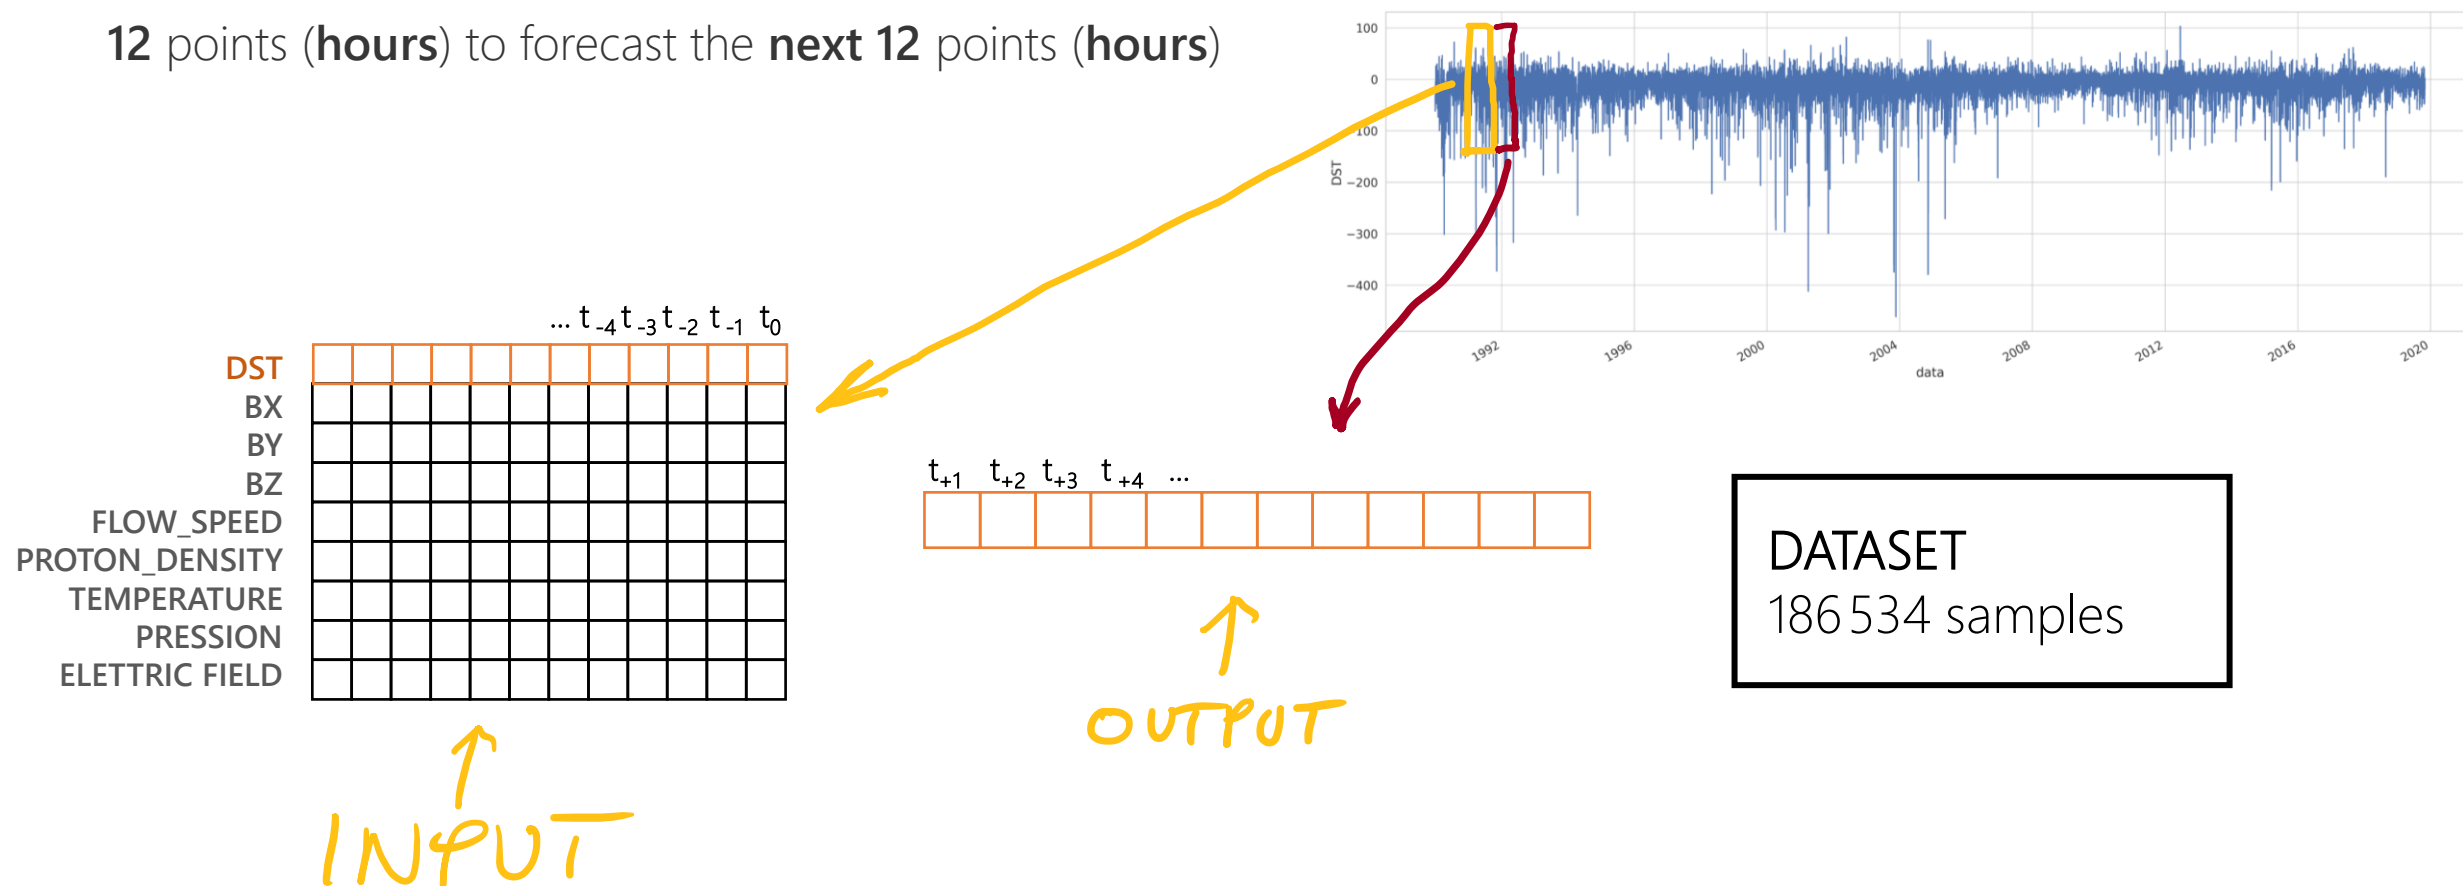 12 points (hours) to forecast the next 12 points (hours)
100
0
-100
-200
-300
-400
DST
1992
1996
2000
2004
2008
2012
2016
2020
data
... t-4 t-3 t-2 t-1 t0
DST
BX
BY
BZ
FLOW_SPEED
PROTON_DENSITY
TEMPERATURE
PRESSION
ELETTRIC FIELD
INPUT
t+1 t+2 t+3 t+4 ...
OUTPUT
DATASET
186534 samples